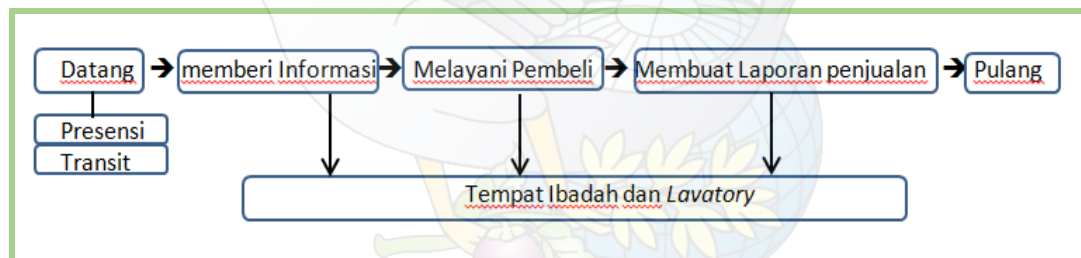 Datang
memberi Informasi
Melayani Pembeli
Membuat Laporan penjualan
Pulang
Presensi
Transit
Tempat Ibadah dan Lavatory